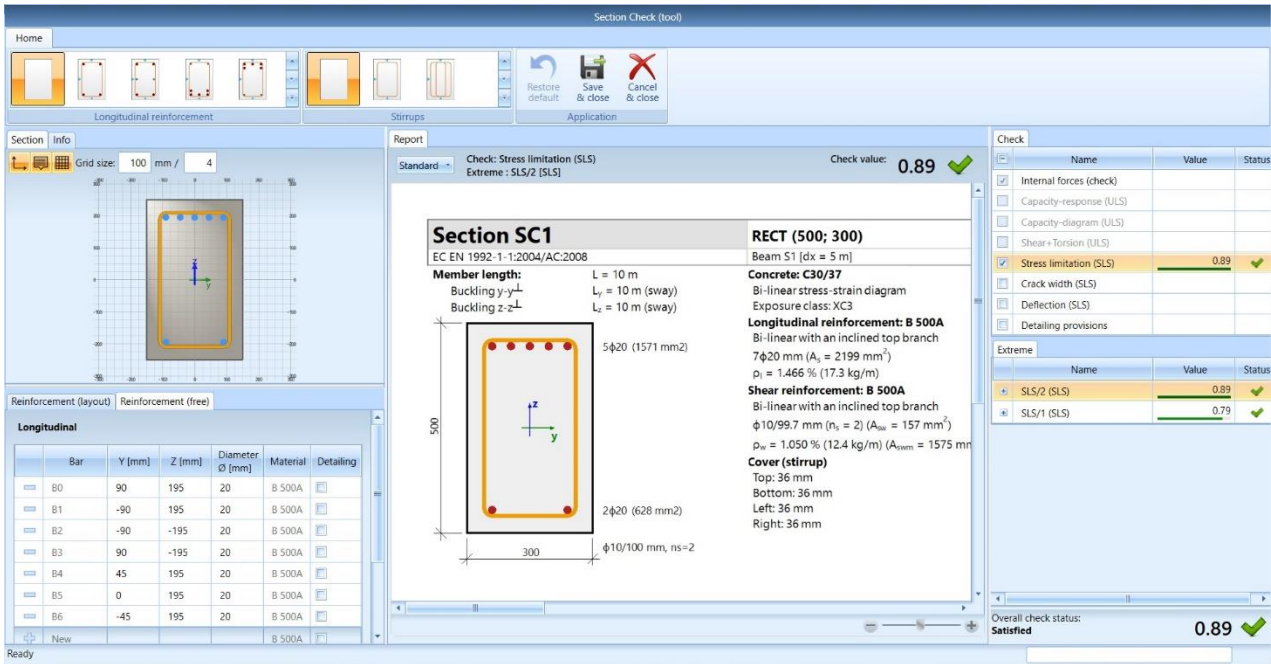 Section Check (tool)
Home
Restore default
Save & close
Cancel & close
Longitudinal reinforcement
Stirrups
Application
Section Info
Grid size: 100 mm / 4
z
y
Reinforcement (layout) Reinforcement (free)
Longitudinal
Bar Y [mm] Z [mm] Diameter Ø [mm] Material Detailing
B0 90 195 20 B 500A
B1 -90 195 20 B 500A
B2 -90 -195 20 B 500A
B3 90 -195 20 B 500A
B4 45 195 20 B 500A
B5 0 195 20 B 500A
B6 -45 195 20 B 500A
New B 500A
Ready
Report
Standard
Check: Stress limitation (SLS)
Extreme : SLS/2 [SLS]
Check value: 0.89
Section SC1
EC EN 1992-1-1:2004/AC:2008
Member length: L = 10 m
Buckling y-y⊥ Ly = 10 m (sway)
Buckling z-z⊥ Lz = 10 m (sway)
5ϕ20 (1571 mm2)
z
y
500
2ϕ20 (628 mm2)
300
ϕ10/100 mm, ns=2
RECT (500; 300)
Beam S1 [dx = 5 m]
Concrete: C30/37
Bi-linear stress-strain diagram
Exposure class: XC3
Longitudinal reinforcement: B 500A
Bi-linear with an inclined top branch
7ϕ20 mm (As = 2199 mm²)
ρl = 1.466 % (17.3 kg/m)
Shear reinforcement: B 500A
Bi-linear with an inclined top branch
ϕ10/99.7 mm (ns = 2) (Asw = 157 mm²)
ρw = 1.050 % (12.4 kg/m) (Aswm = 1575 mm
Cover (stirrup)
Top: 36 mm
Bottom: 36 mm
Left: 36 mm
Right: 36 mm
Check
Name Value Status
Internal forces (check)
Capacity-response (ULS)
Capacity-diagram (ULS)
Shear+Torsion (ULS)
Stress limitation (SLS) 0.89
Crack width (SLS)
Deflection (SLS)
Detailing provisions
Extreme
Name Value Status
SLS/2 (SLS) 0.89
SLS/1 (SLS) 0.79
Overall check status:
Satisfied 0.89